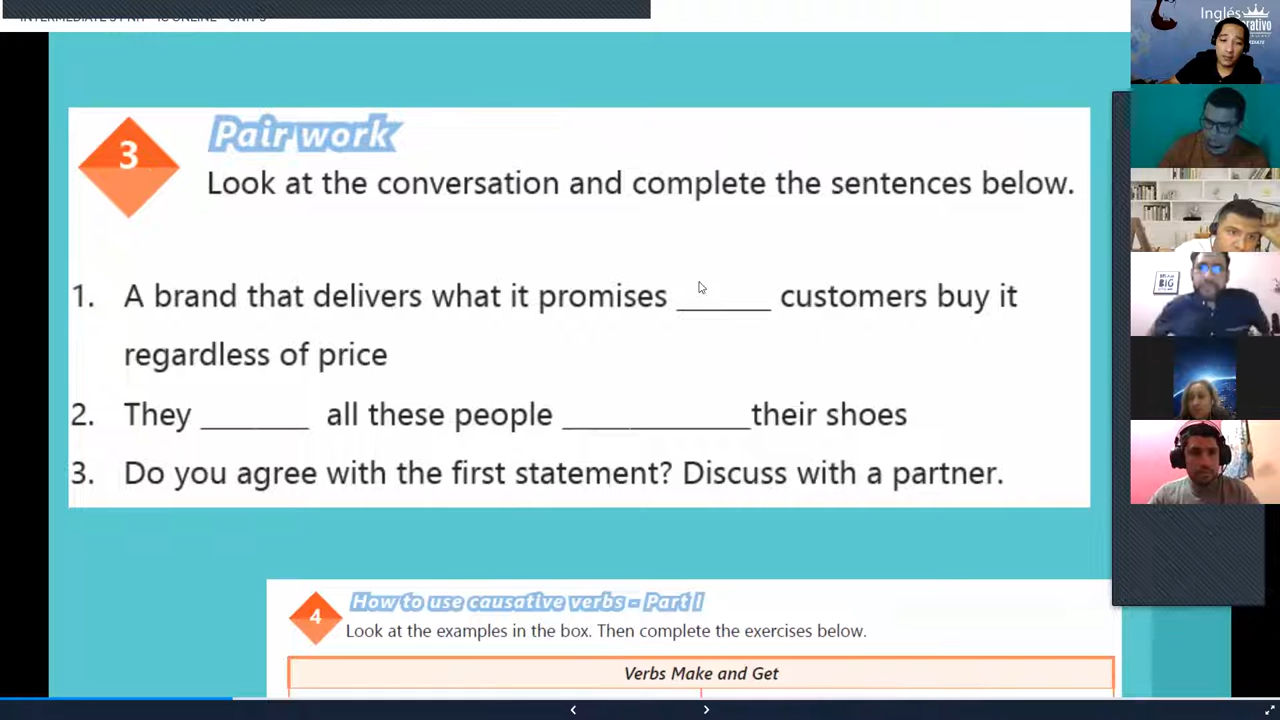 Inglés
3
Pair work
Look at the conversation and complete the sentences below.
1. A brand that delivers what it promises _______ customers buy it
regardless of price
2. They ________ all these people ______________their shoes
3. Do you agree with the first statement? Discuss with a partner.
4
How to use causative verbs - Part I
Look at the examples in the box. Then complete the exercises below.
Verbs Make and Get